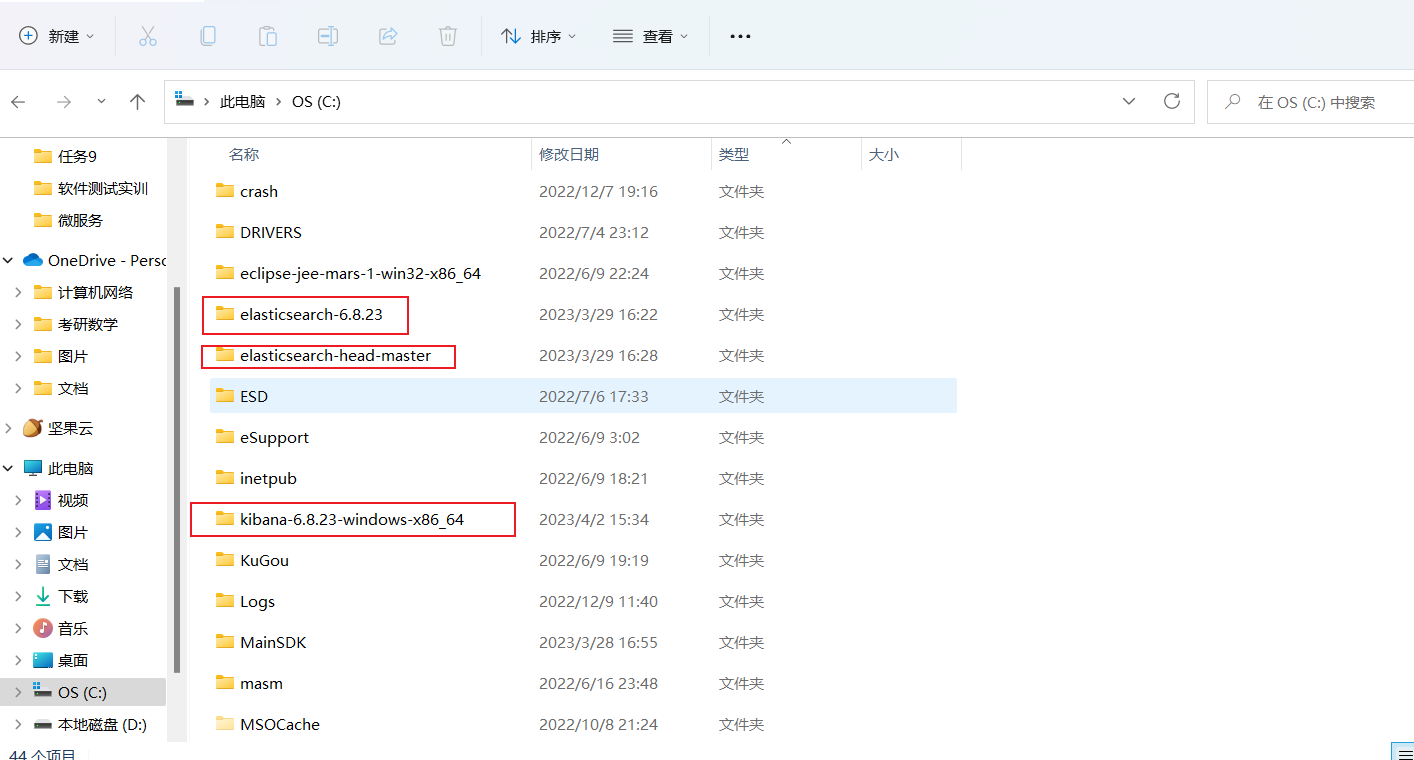 新建 排序 查看
此电脑 OS (C:) 在 OS (C:) 中搜索
任务9
软件测试实训
微服务
OneDrive - Perso
计算机网络
考研数学
图片
文档
坚果云
此电脑
视频
图片
文档
下载
音乐
桌面
OS (C:)
本地磁盘 (D:)
名称 修改日期 类型 大小
crash 2022/12/7 19:16 文件夹
DRIVERS 2022/7/4 23:12 文件夹
eclipse-jee-mars-1-win32-x86_64 2022/6/9 22:24 文件夹
elasticsearch-6.8.23 2023/3/29 16:22 文件夹
elasticsearch-head-master 2023/3/29 16:28 文件夹
ESD 2022/7/6 17:33 文件夹
eSupport 2022/6/9 3:02 文件夹
inetpub 2022/6/9 18:21 文件夹
kibana-6.8.23-windows-x86_64 2023/4/2 15:34 文件夹
KuGou 2022/6/9 19:19 文件夹
Logs 2022/12/9 11:40 文件夹
MainSDK 2023/3/28 16:55 文件夹
masm 2022/6/16 23:48 文件夹
MSOCache 2022/10/8 21:24 文件夹
44 个项目